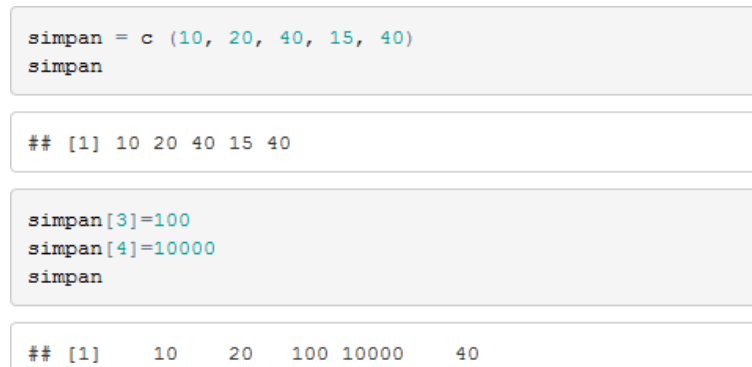 simpan = c (10, 20, 40, 15, 40)
simpan
## [1] 10 20 40 15 40
simpan[3]=100
simpan[4]=10000
simpan
## [1]    10    20   100 10000    40